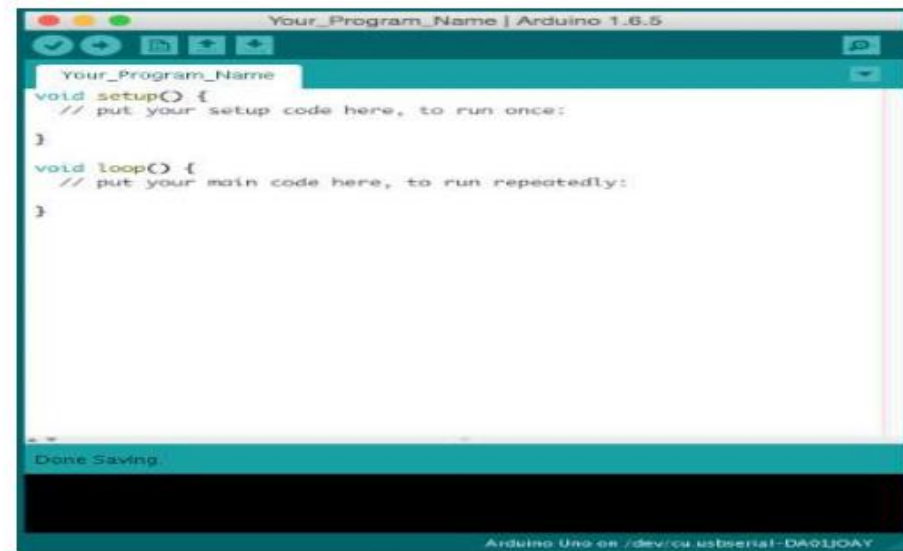 Your_Program_Name | Arduino 1.6.5
Your_Program_Name
void setup() {
// put your setup code here, to run once:
}
void loop() {
// put your main code here, to run repeatedly:
}
Done Saving.
Arduino Uno on /dev/cu.usbserial-DA01JOAY